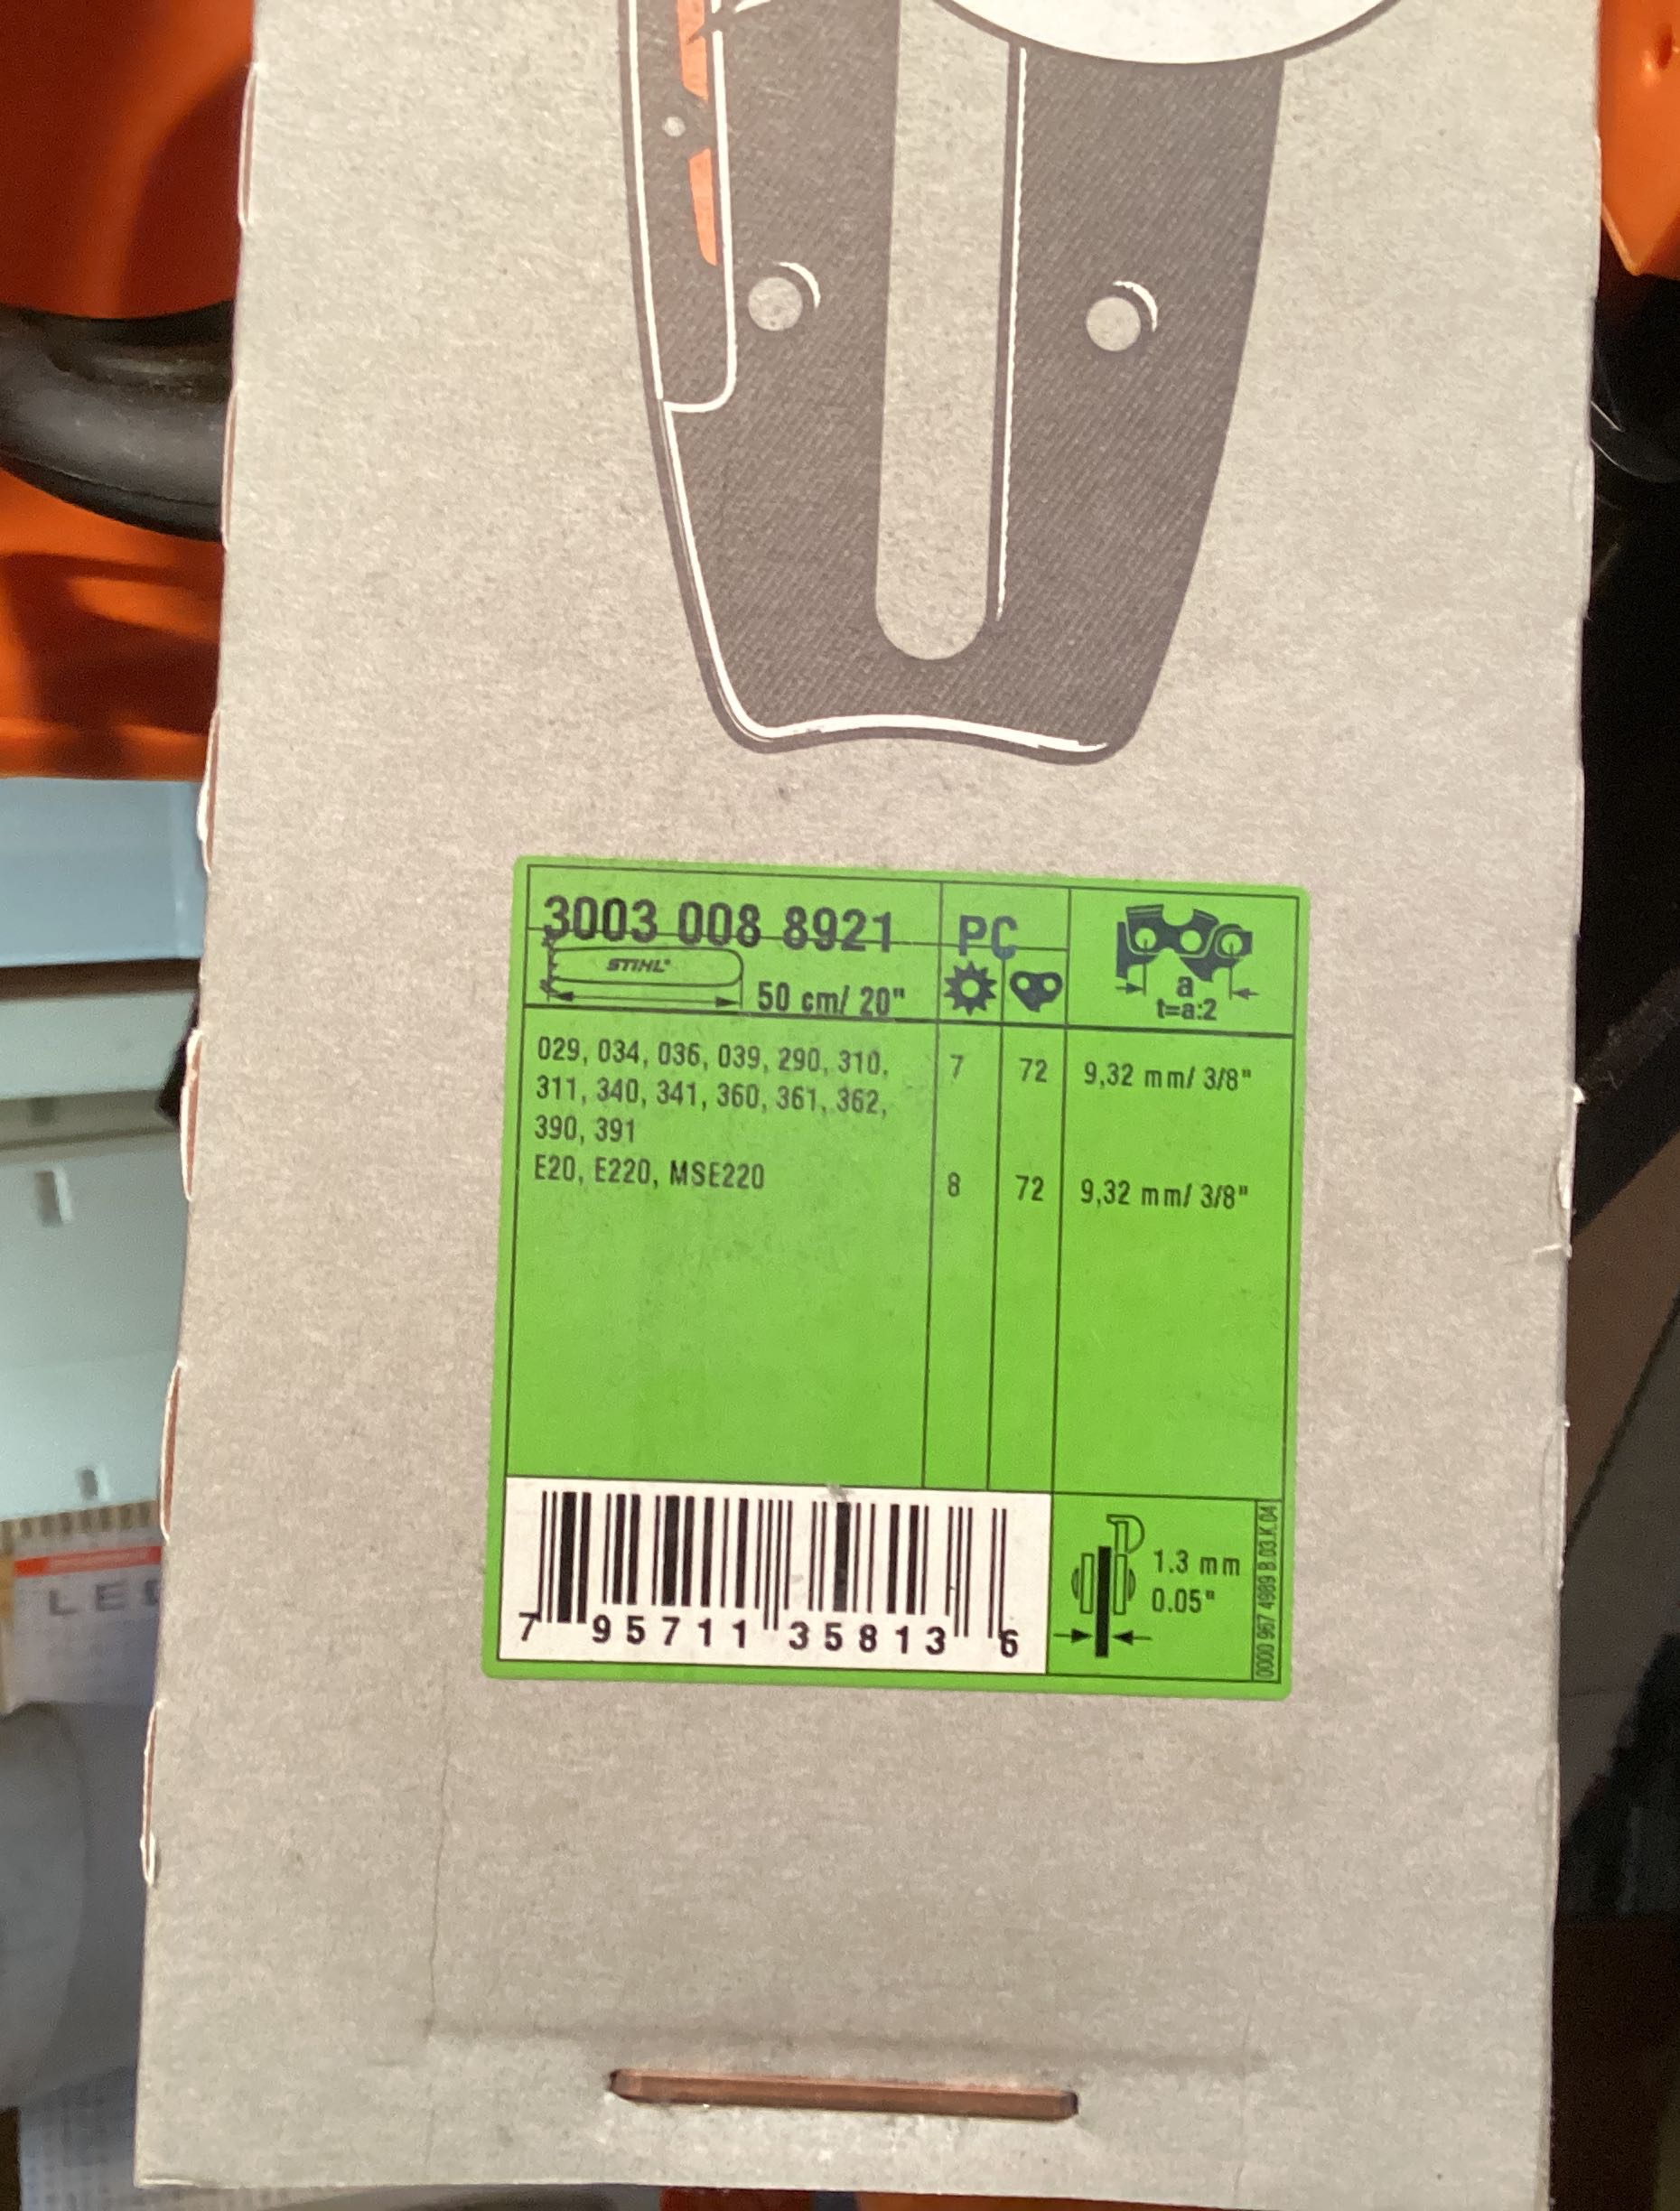 3003 008 8921
PC
STIHL®
50 cm/ 20"
a
t=a:2
029, 034, 036, 039, 290, 310,
311, 340, 341, 360, 361, 362,
390, 391
7
72
9,32 mm/ 3/8"
E20, E220, MSE220
8
72
9,32 mm/ 3/8"
7 95711 35813 6
1.3 mm
0.05"
0000 967 4989 B.03.K.04